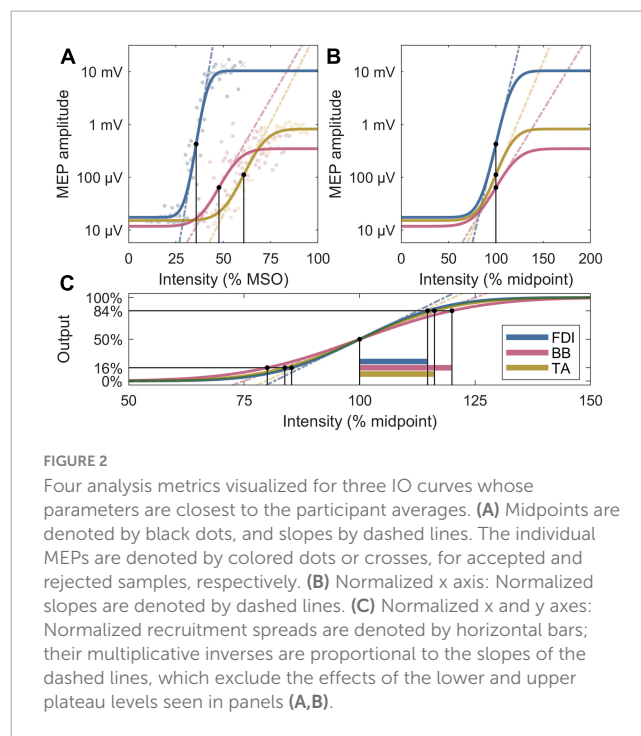 A
B
10 mV
1 mV
100 µV
10 µV
MEP amplitude
0 25 50 75 100
Intensity (% MSO)
10 mV
1 mV
100 µV
10 µV
MEP amplitude
0 50 100 150 200
Intensity (% midpoint)
C
100%
84%
50%
16%
0%
Output
FDI
BB
TA
50 75 100 125 150
Intensity (% midpoint)
FIGURE 2
Four analysis metrics visualized for three IO curves whose
parameters are closest to the participant averages. (A) Midpoints are
denoted by black dots, and slopes by dashed lines. The individual
MEPs are denoted by colored dots or crosses, for accepted and
rejected samples, respectively. (B) Normalized x axis: Normalized
slopes are denoted by dashed lines. (C) Normalized x and y axes:
Normalized recruitment spreads are denoted by horizontal bars;
their multiplicative inverses are proportional to the slopes of the
dashed lines, which exclude the effects of the lower and upper
plateau levels seen in panels (A,B).